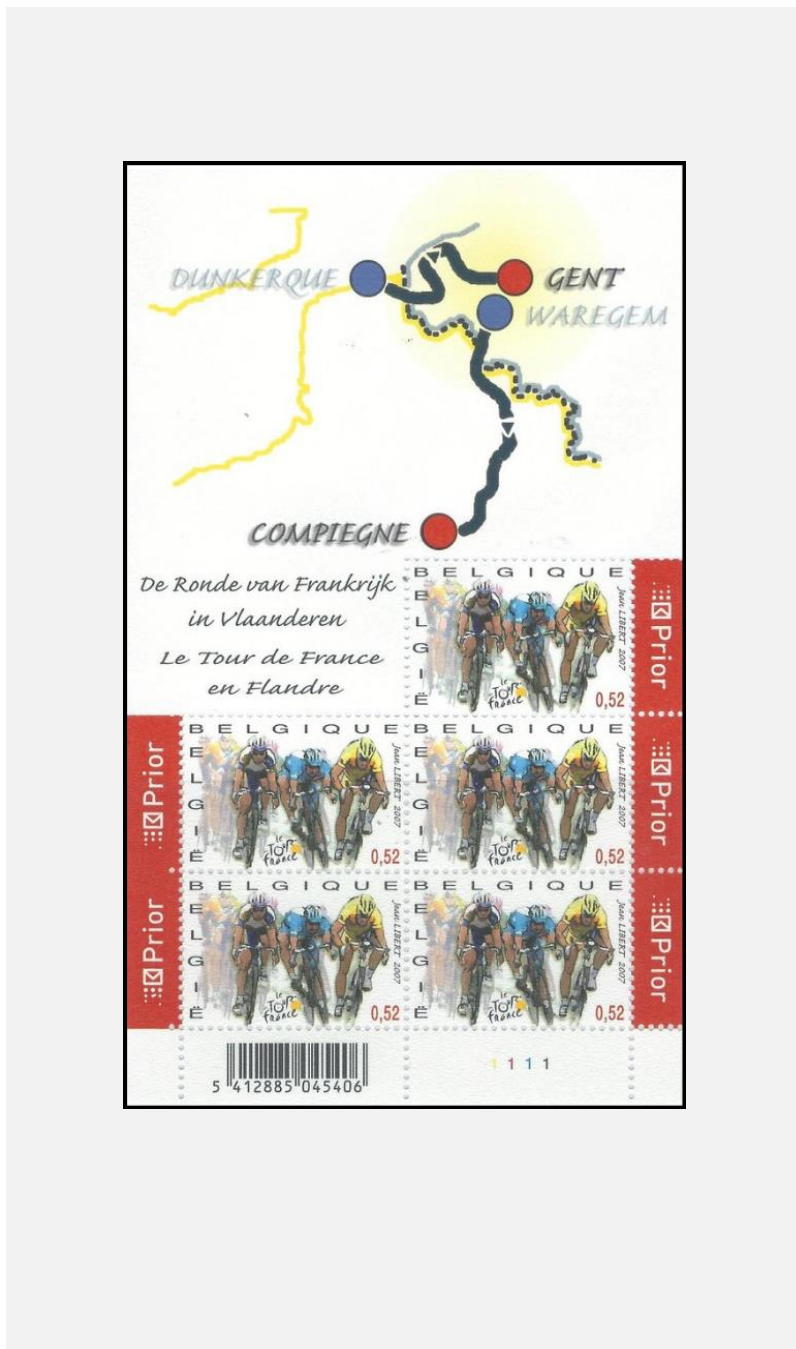 DUNKERQUE
GENT
WAREGEM
COMPIEGNE
De Ronde van Frankrijk
in Vlaanderen
Le Tour de France
en Flandre
BELGIQUE
BELGIË
Jean LIBERT 2007
le
Tour
de
france
0,52
Prior
BELGIQUE
BELGIË
Jean LIBERT 2007
le
Tour
de
france
0,52
Prior
BELGIQUE
BELGIË
Jean LIBERT 2007
le
Tour
de
france
0,52
Prior
BELGIQUE
BELGIË
Jean LIBERT 2007
le
Tour
de
france
0,52
Prior
BELGIQUE
BELGIË
Jean LIBERT 2007
le
Tour
de
france
0,52
Prior
5 412885 045406
1 1 1 1